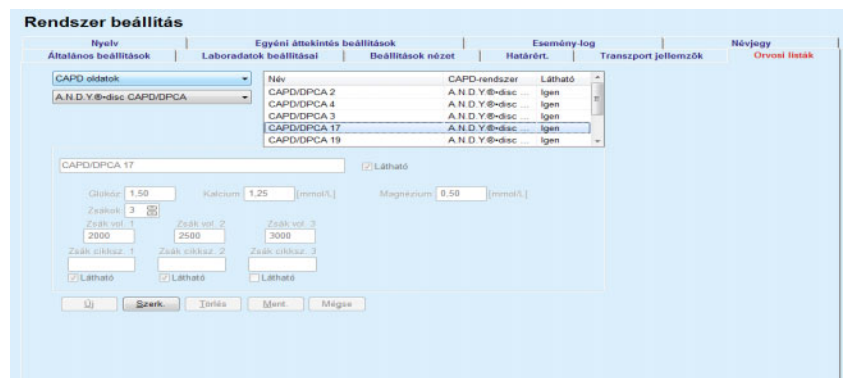 Rendszer beállítás
Nyelv | Egyéni áttekintés beállítások | Esemény-log | Névjegy |
Általános beállítások | Laboradatok beállításai | Beállítások nézet | Határért. | Transzport jellemzők | Orvosi listák
CAPD oldatok
A.N.D.Y.®•disc CAPD/DPCA
Név CAPD-rendszer Látható
CAPD/DPCA 2 A.N.D.Y.®•disc ... Igen
CAPD/DPCA 4 A.N.D.Y.®•disc ... Igen
CAPD/DPCA 3 A.N.D.Y.®•disc ... Igen
CAPD/DPCA 17 A.N.D.Y.®•disc ... Igen
CAPD/DPCA 19 A.N.D.Y.®•disc ... Igen
CAPD/DPCA 17 Látható
Glukóz 1,50 Kalcium 1,25 [mmol/L] Magnézium 0,50 [mmol/L]
Zsákok 3
Zsák vol. 1 Zsák vol. 2 Zsák vol. 3
2000 2500 3000
Zsák cikksz. 1 Zsák cikksz. 2 Zsák cikksz. 3
Látható Látható Látható
Új Szerk. Törlés Ment. Mégse